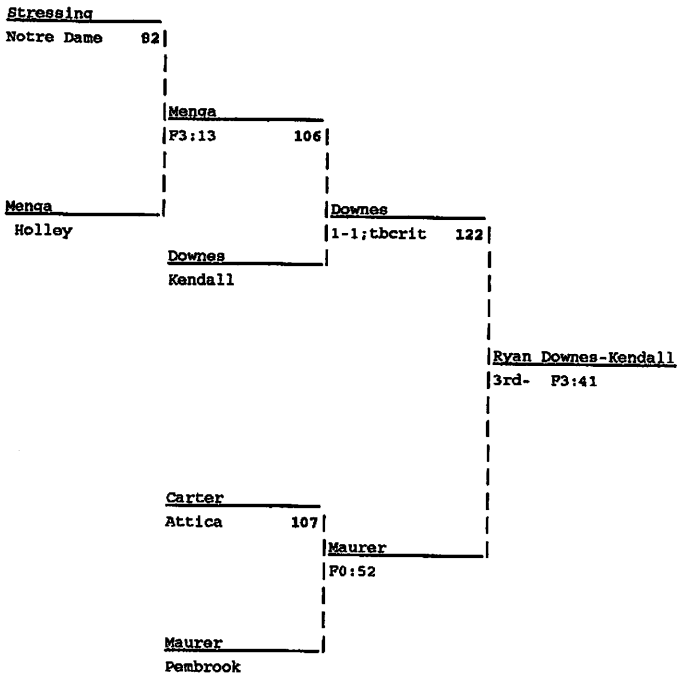 Stressing
Notre Dame 92
Menga
F3:13 106
Menga
Holley
Downes
1-1;tbcrit 122
Downes
Kendall
Ryan Downes-Kendall
3rd- F3:41
Carter
Attica 107
Maurer
F0:52
Maurer
Pembrook